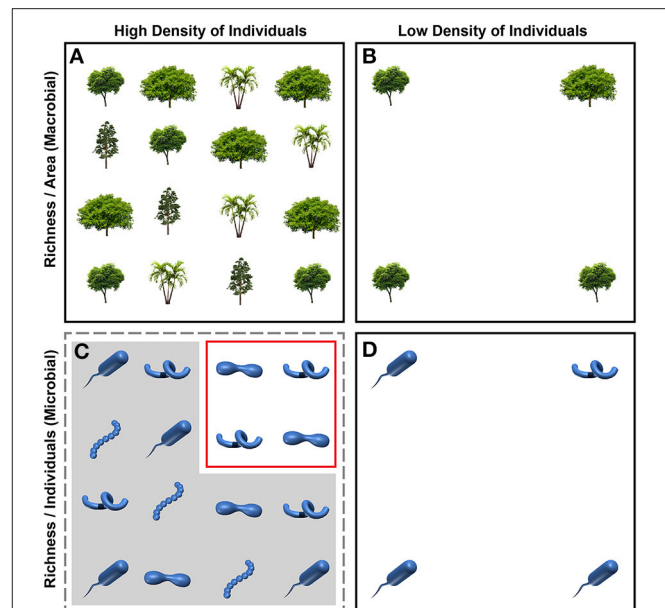 High Density of Individuals
Low Density of Individuals
Richness / Area (Macrobial)
A
B
Richness / Individuals (Microbial)
C
D